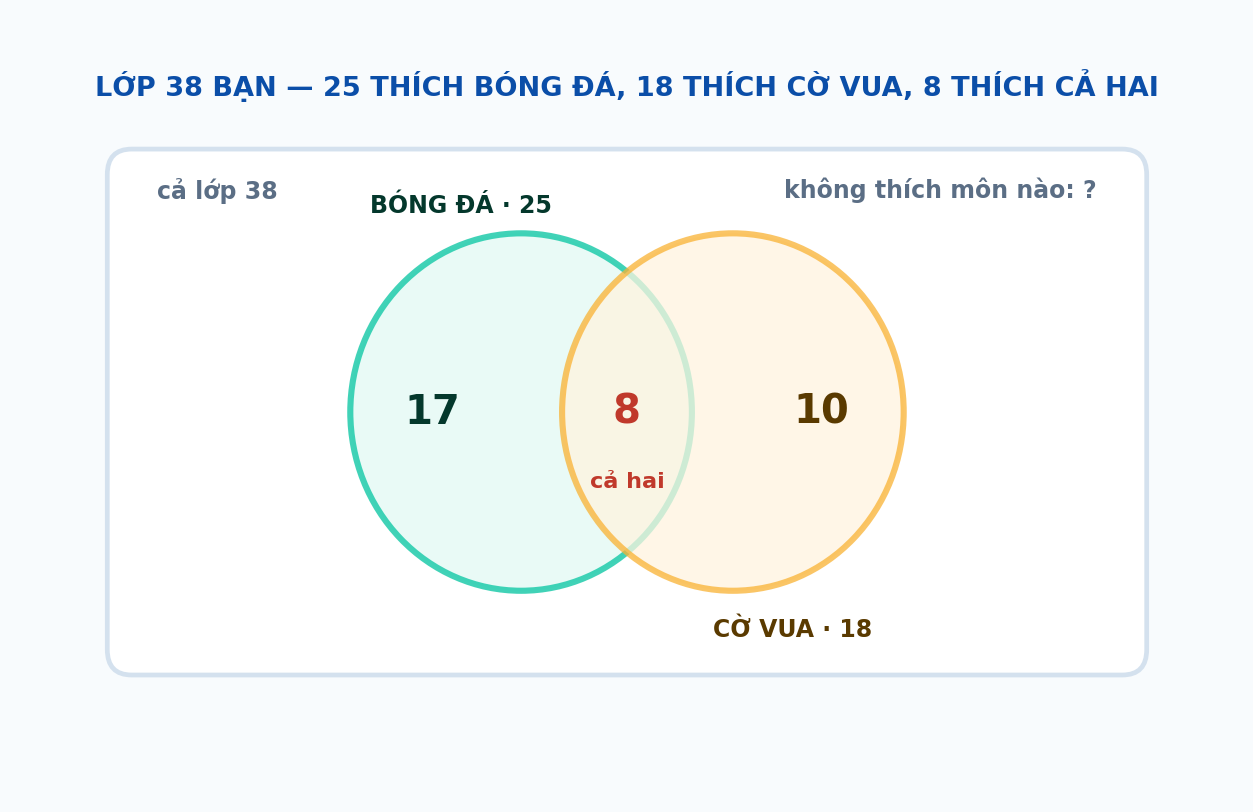 LỚP 38 BẠN — 25 THÍCH BÓNG ĐÁ, 18 THÍCH CỜ VUA, 8 THÍCH CẢ HAI
cả lớp 38
không thích môn nào: ?
BÓNG ĐÁ · 25
17
8
10
cả hai
CỜ VUA · 18